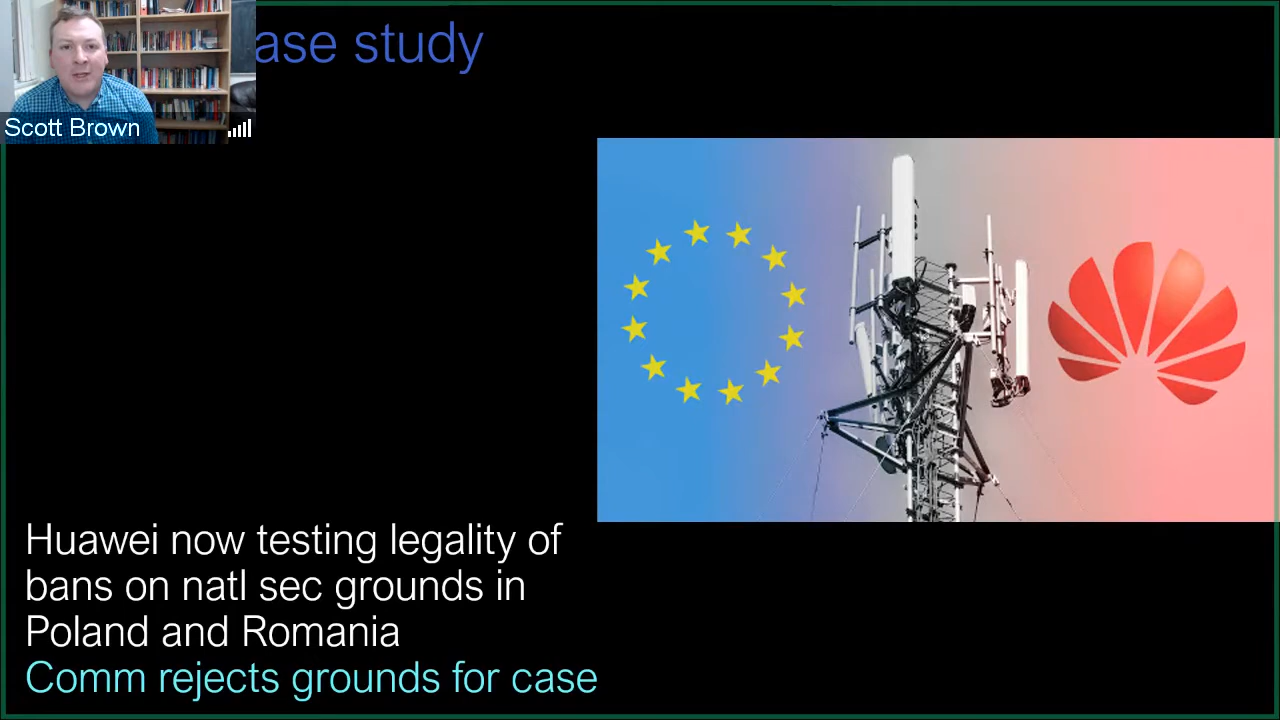 ase study
Scott Brown
Huawei now testing legality of
bans on natl sec grounds in
Poland and Romania
Comm rejects grounds for case